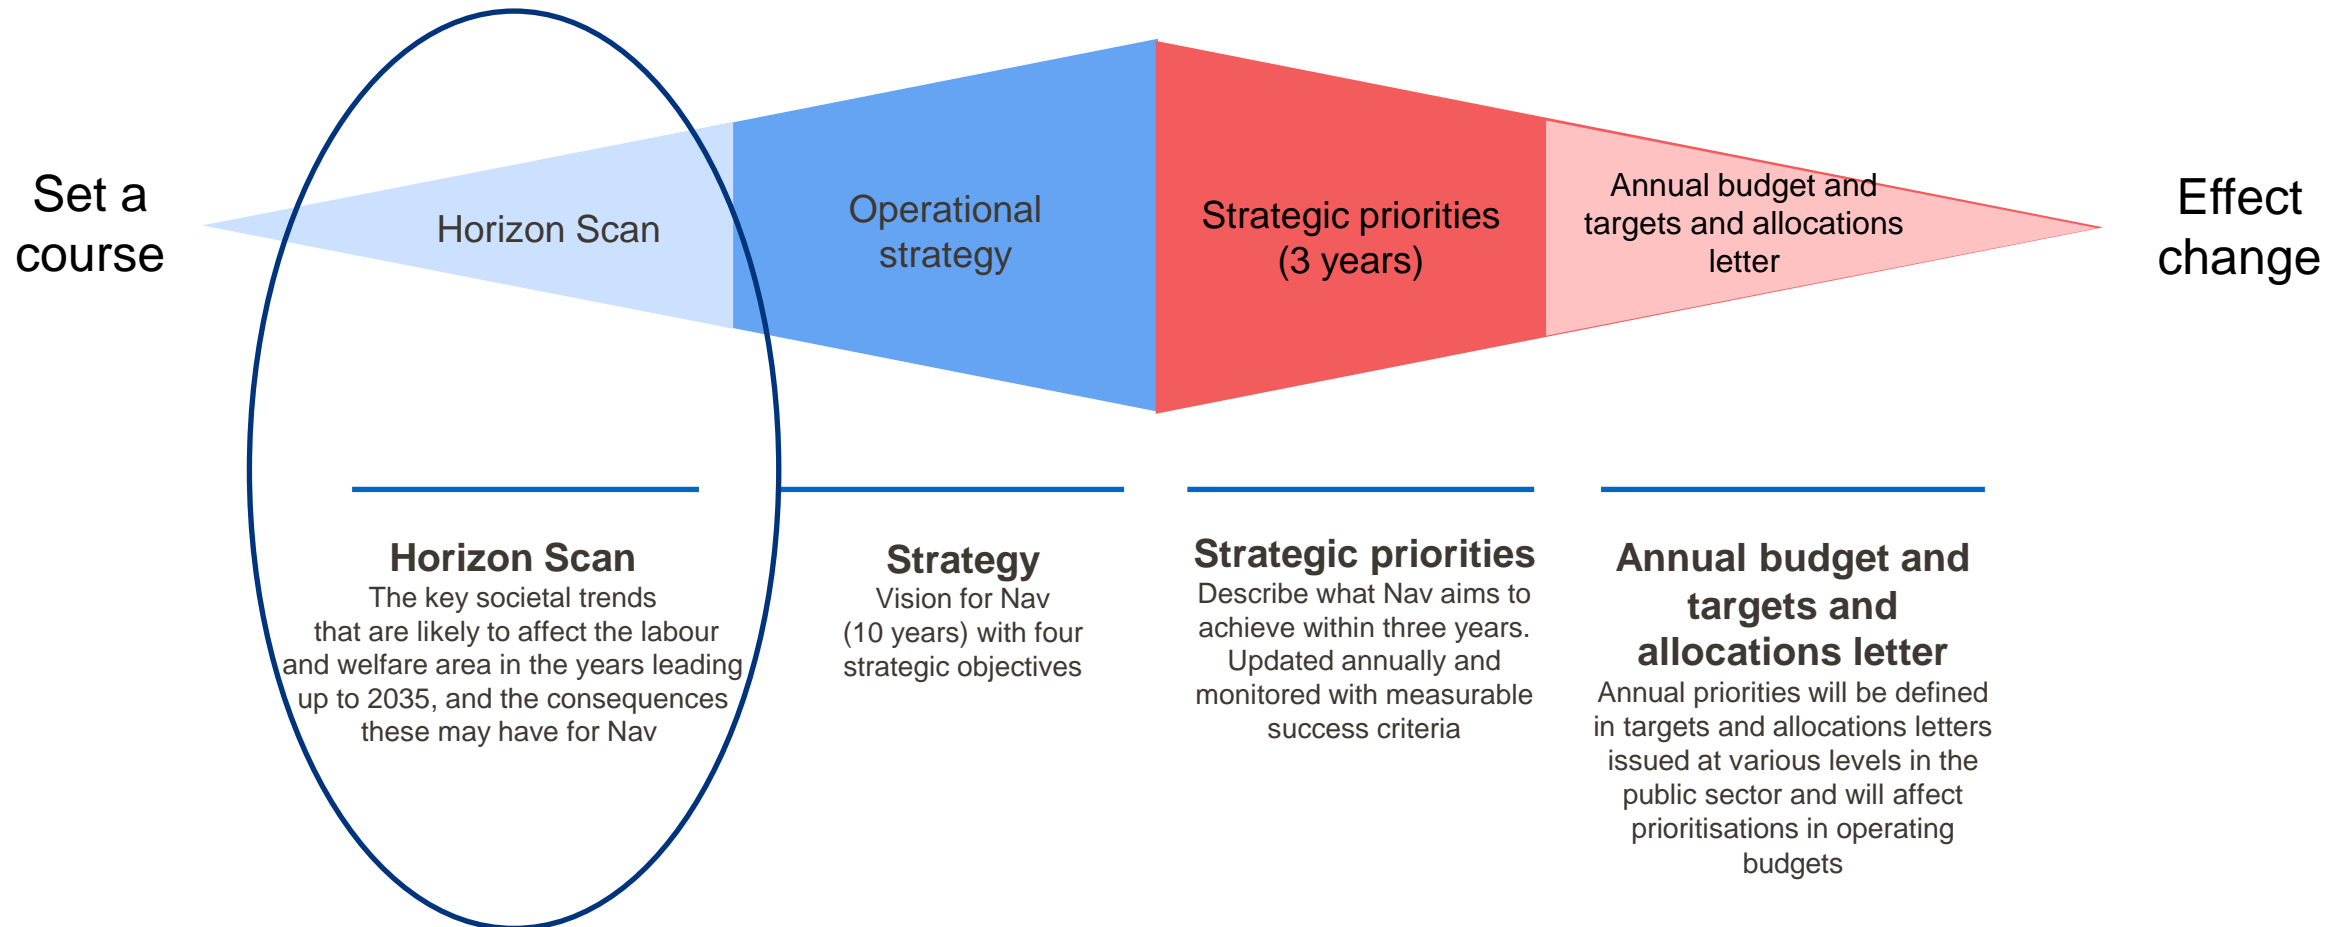 Set a
course
Horizon Scan
Operational
strategy
Strategic priorities
(3 years)
Annual budget and
targets and allocations
letter
Effect
change
Horizon Scan
The key societal trends
that are likely to affect the labour
and welfare area in the years leading
up to 2035, and the consequences
these may have for Nav
Strategy
Vision for Nav
(10 years) with four
strategic objectives
Strategic priorities
Describe what Nav aims to
achieve within three years.
Updated annually and
monitored with measurable
success criteria
Annual budget and
targets and
allocations letter
Annual priorities will be defined
in targets and allocations letters
issued at various levels in the
public sector and will affect
prioritisations in operating
budgets